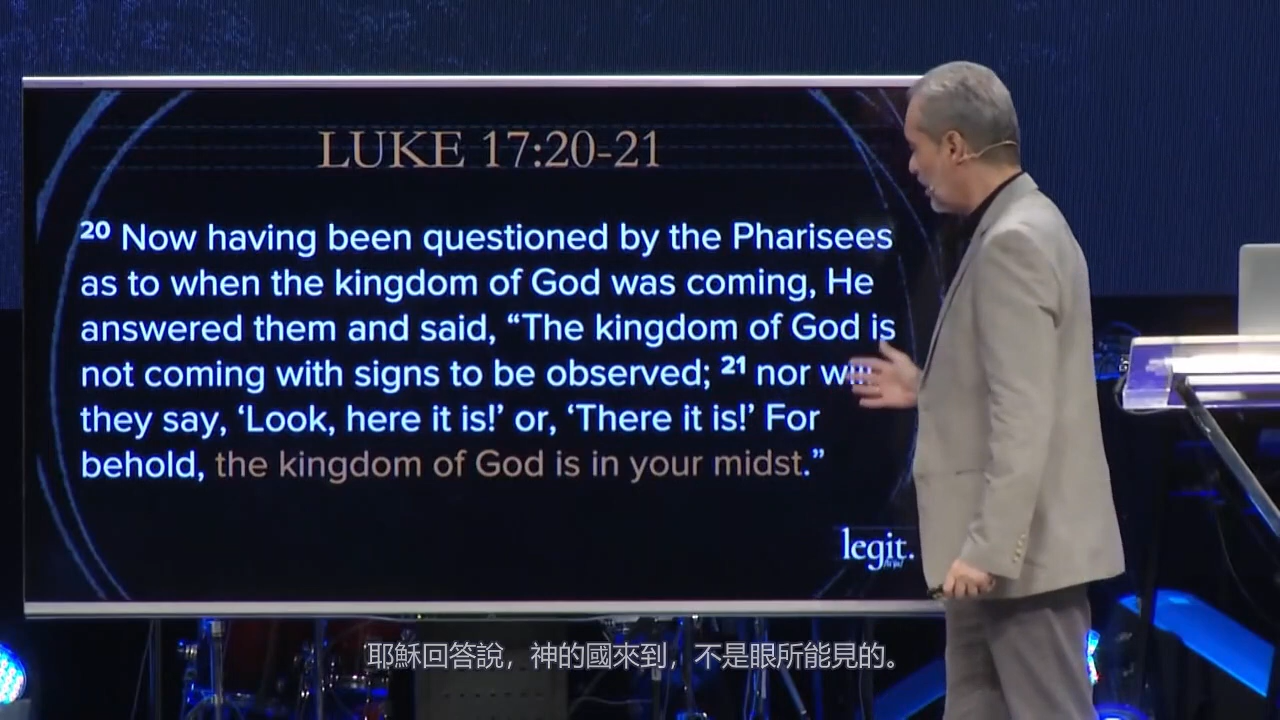 LUKE 17:20-21
²⁰ Now having been questioned by the Pharisees
as to when the kingdom of God was coming, He
answered them and said, “The kingdom of God is
not coming with signs to be observed; ²¹ nor will
they say, ‘Look, here it is!’ or, ‘There it is!’ For
behold, the kingdom of God is in your midst.”
legit.
耶穌回答說，神的國來到，不是眼所能見的。